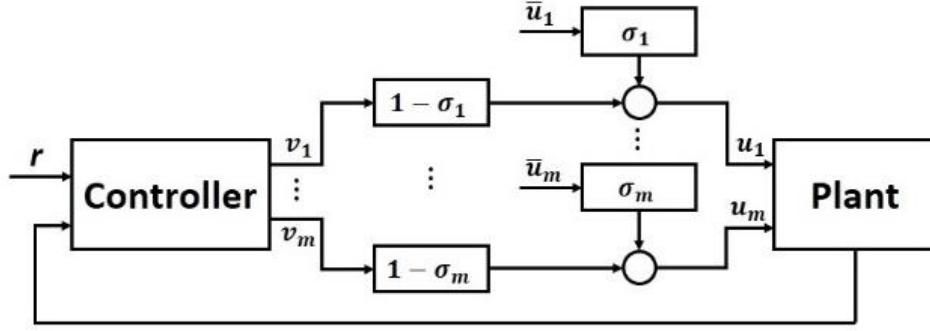 ū₁
σ₁
1 − σ₁
r
v₁
⋮
⋮
⋮
u₁
Controller
ū_m
σ_m
Plant
v_m
u_m
1 − σ_m